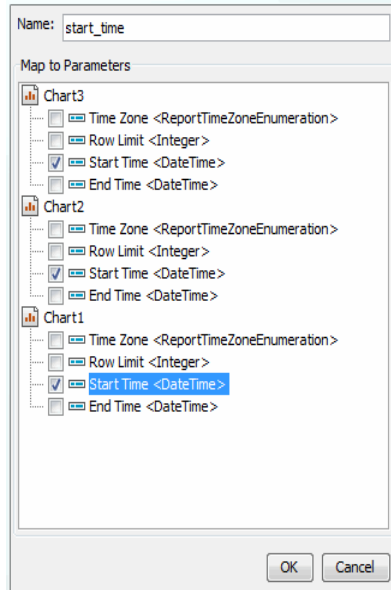 Name: start_time
Map to Parameters
Chart3
Time Zone <ReportTimeZoneEnumeration>
Row Limit <Integer>
Start Time <DateTime>
End Time <DateTime>
Chart2
Time Zone <ReportTimeZoneEnumeration>
Row Limit <Integer>
Start Time <DateTime>
End Time <DateTime>
Chart1
Time Zone <ReportTimeZoneEnumeration>
Row Limit <Integer>
Start Time <DateTime>
End Time <DateTime>
OK Cancel